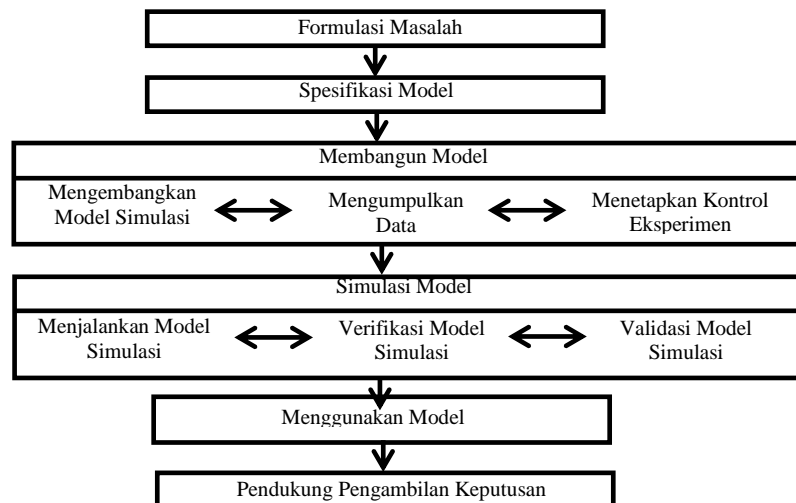 Formulasi Masalah
Spesifikasi Model
Membangun Model
Mengembangkan
Model Simulasi
Mengumpulkan
Data
Menetapkan Kontrol
Eksperimen
Simulasi Model
Menjalankan Model
Simulasi
Verifikasi Model
Simulasi
Validasi Model
Simulasi
Menggunakan Model
Pendukung Pengambilan Keputusan